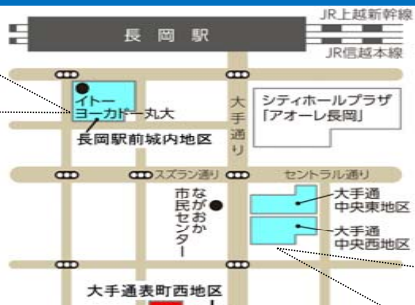 JR上越新幹線
長岡駅
JR信越本線
イトー
ヨーカドー丸大
長岡駅前城内地区
大手通り
シティホールプラザ
「アオーレ長岡」
スズラン通り
セントラル通り
ながおか
市民センター
大手通
中央東地区
大手通
中央西地区
大手通表町西地区